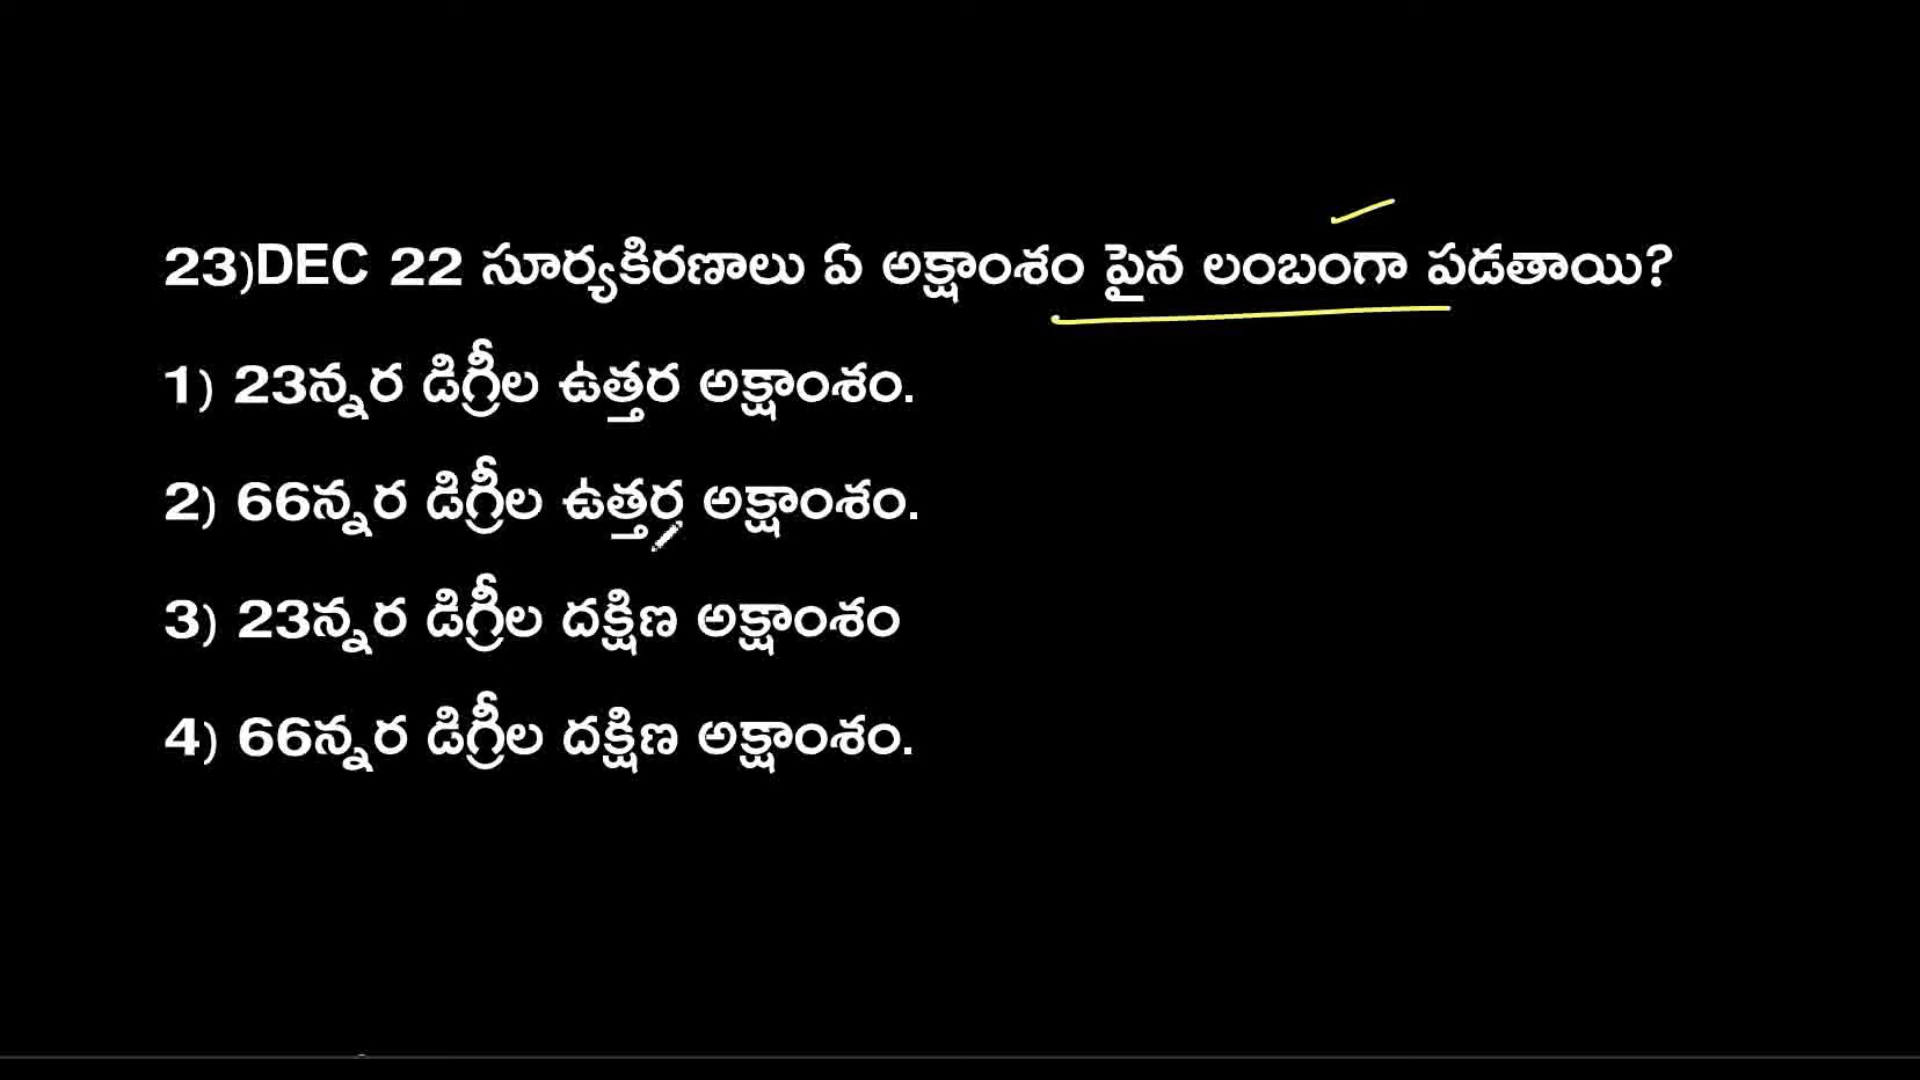 23)DEC 22 సూర్యకిరణాలు ఏ అక్షాంశం పైన లంబంగా పడతాయి?
1) 23న్నర డిగ్రీల ఉత్తర అక్షాంశం.
2) 66న్నర డిగ్రీల ఉత్తర అక్షాంశం.
3) 23న్నర డిగ్రీల దక్షిణ అక్షాంశం
4) 66న్నర డిగ్రీల దక్షిణ అక్షాంశం.